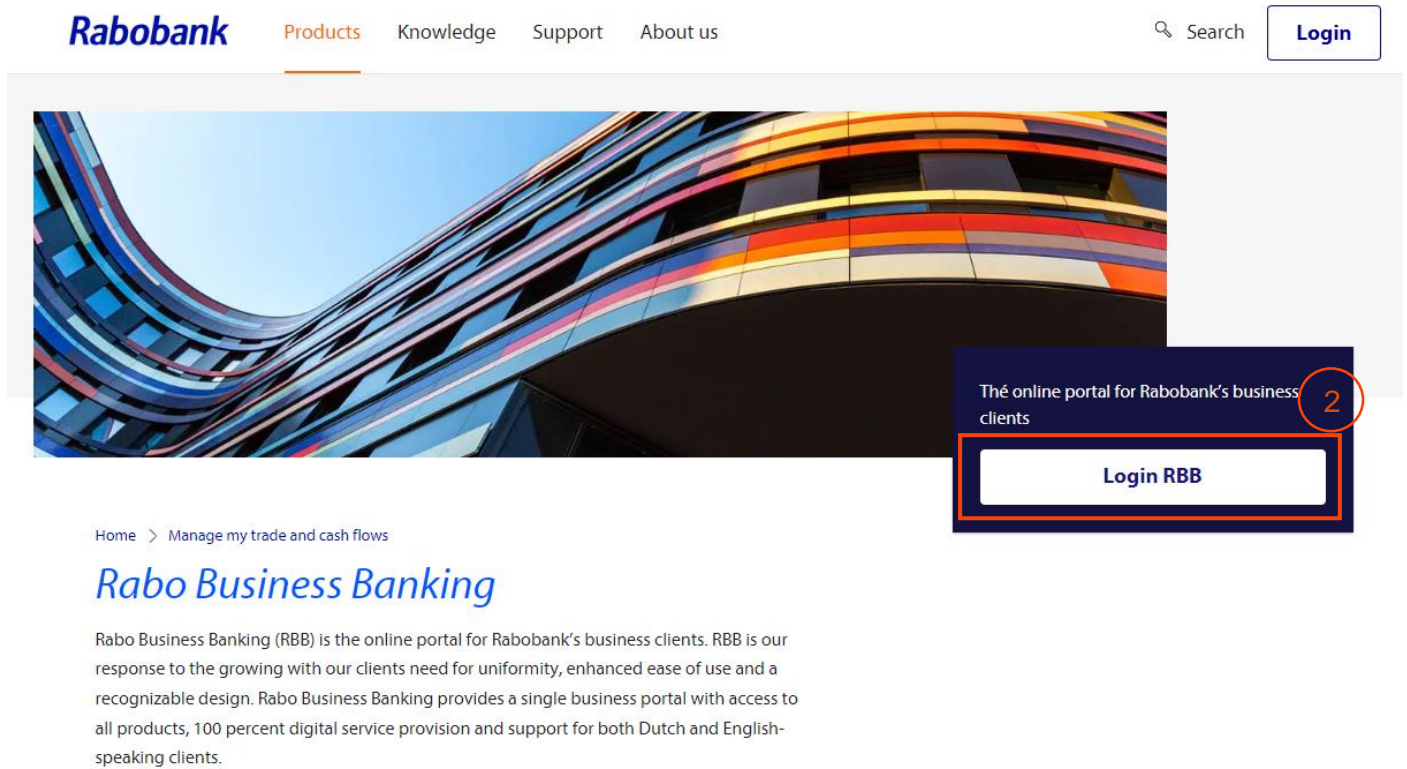 Rabobank Products Knowledge Support About us Search Login
Thé online portal for Rabobank's business
clients
2
Login RBB
Home > Manage my trade and cash flows
Rabo Business Banking
Rabo Business Banking (RBB) is the online portal for Rabobank's business clients. RBB is our
response to the growing with our clients need for uniformity, enhanced ease of use and a
recognizable design. Rabo Business Banking provides a single business portal with access to
all products, 100 percent digital service provision and support for both Dutch and English-
speaking clients.